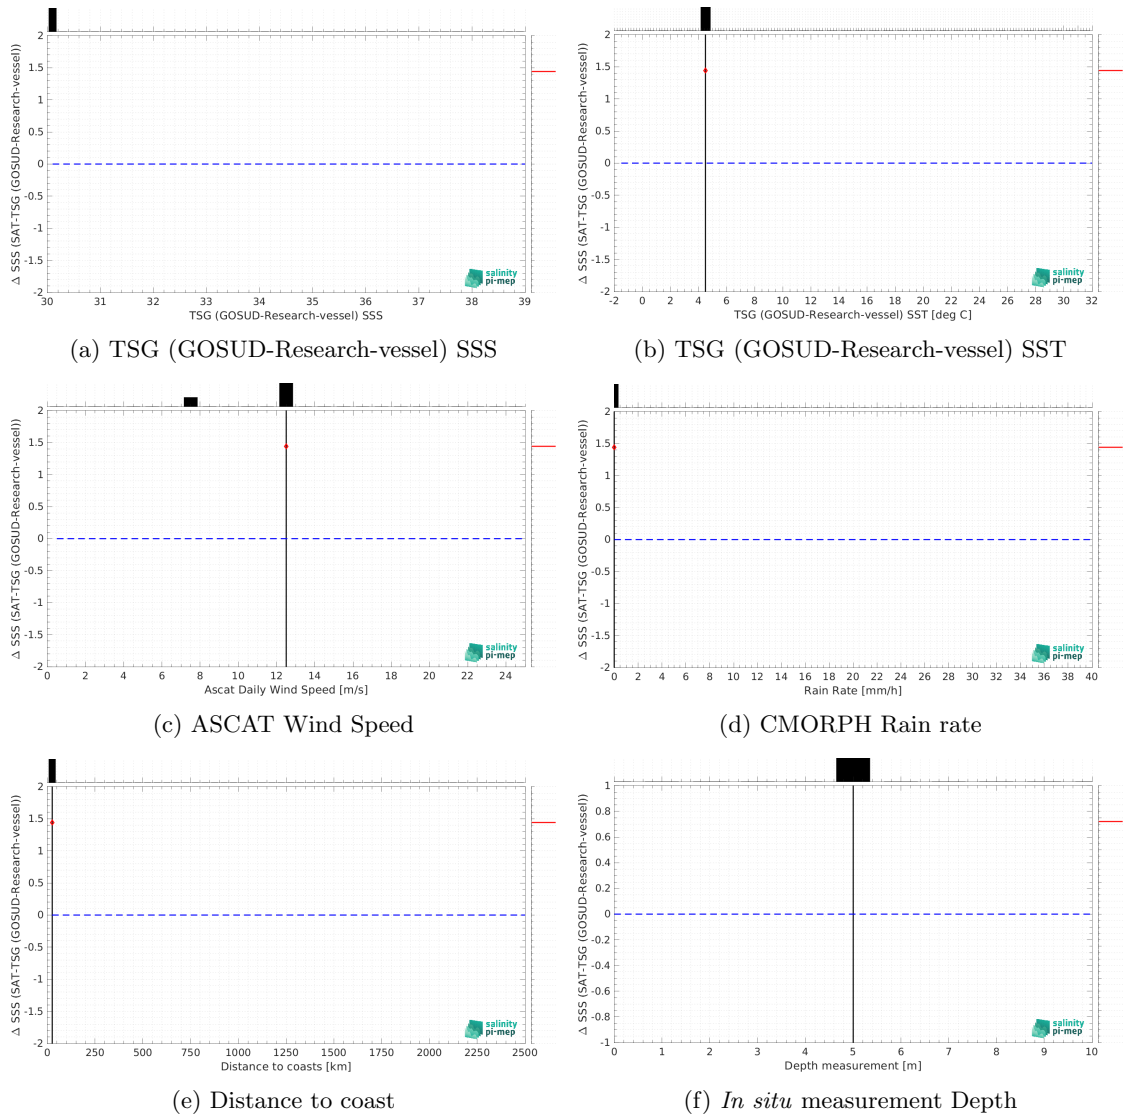 2
1.5
1
0.5
0
-0.5
-1
-1.5
-2
Δ SSS (SAT-TSG (GOSUD-Research-vessel))
30 31 32 33 34 35 36 37 38 39
TSG (GOSUD-Research-vessel) SSS
salinity
pi-mep
(a) TSG (GOSUD-Research-vessel) SSS
2
1.5
1
0.5
0
-0.5
-1
-1.5
-2
Δ SSS (SAT-TSG (GOSUD-Research-vessel))
-2 0 2 4 6 8 10 12 14 16 18 20 22 24 26 28 30 32
TSG (GOSUD-Research-vessel) SST [deg C]
salinity
pi-mep
(b) TSG (GOSUD-Research-vessel) SST
2
1.5
1
0.5
0
-0.5
-1
-1.5
-2
Δ SSS (SAT-TSG (GOSUD-Research-vessel))
0 2 4 6 8 10 12 14 16 18 20 22 24
Ascat Daily Wind Speed [m/s]
salinity
pi-mep
(c) ASCAT Wind Speed
2
1.5
1
0.5
0
-0.5
-1
-1.5
-2
Δ SSS (SAT-TSG (GOSUD-Research-vessel))
0 2 4 6 8 10 12 14 16 18 20 22 24 26 28 30 32 34 36 38 40
Rain Rate [mm/h]
salinity
pi-mep
(d) CMORPH Rain rate
2
1.5
1
0.5
0
-0.5
-1
-1.5
-2
Δ SSS (SAT-TSG (GOSUD-Research-vessel))
0 250 500 750 1000 1250 1500 1750 2000 2250 2500
Distance to coasts [km]
salinity
pi-mep
(e) Distance to coast
1
0.8
0.6
0.4
0.2
0
-0.2
-0.4
-0.6
-0.8
-1
Δ SSS (SAT-TSG (GOSUD-Research-vessel))
0 1 2 3 4 5 6 7 8 9 10
Depth measurement [m]
salinity
pi-mep
(f) In situ measurement Depth